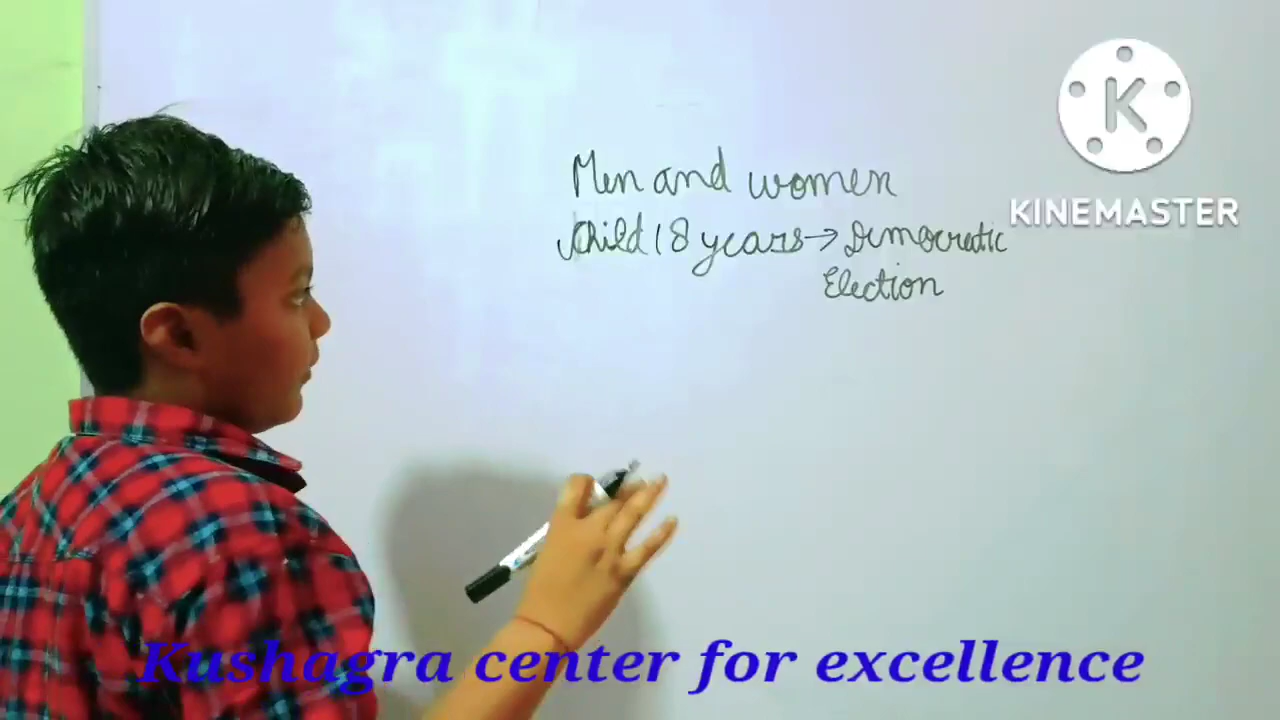 Men and women
Child 18 years → Democratic
Election
K
KINEMASTER
Kushagra center for excellence